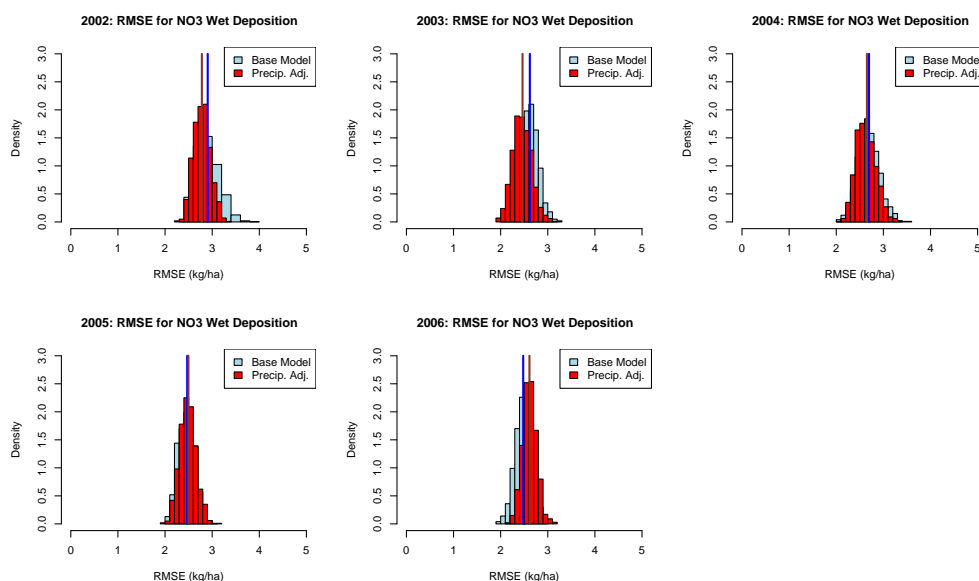 2002: RMSE for NO3 Wet Deposition
Density
0.0 0.5 1.0 1.5 2.0 2.5 3.0
Base Model
Precip. Adj.
0 1 2 3 4 5
RMSE (kg/ha)
2003: RMSE for NO3 Wet Deposition
Density
0.0 0.5 1.0 1.5 2.0 2.5 3.0
Base Model
Precip. Adj.
0 1 2 3 4 5
RMSE (kg/ha)
2004: RMSE for NO3 Wet Deposition
Density
0.0 0.5 1.0 1.5 2.0 2.5 3.0
Base Mode
Precip. Adj.
0 1 2 3 4 5
RMSE (kg/ha)
2005: RMSE for NO3 Wet Deposition
Density
0.0 0.5 1.0 1.5 2.0 2.5 3.0
Base Model
Precip. Adj.
0 1 2 3 4 5
RMSE (kg/ha)
2006: RMSE for NO3 Wet Deposition
Density
0.0 0.5 1.0 1.5 2.0 2.5 3.0
Base Model
Precip. Adj.
0 1 2 3 4 5
RMSE (kg/ha)